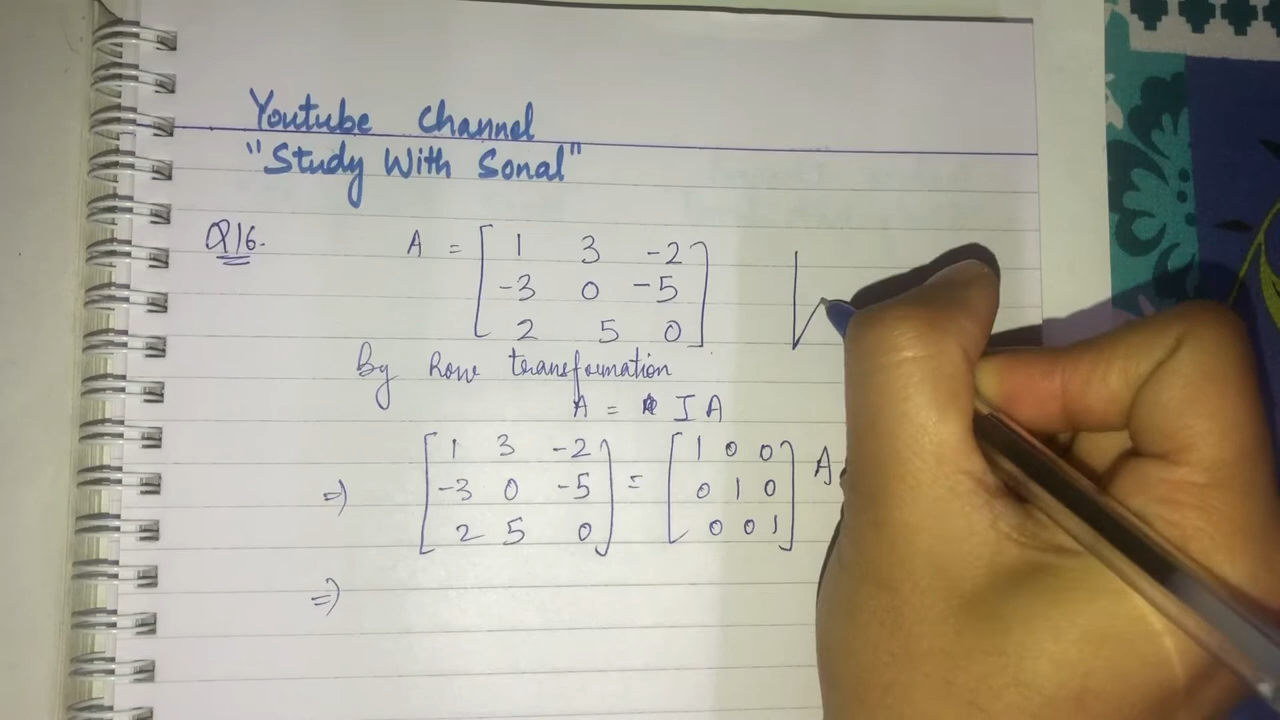 Youtube Channel
"Study With Sonal"
Q16. A = [ 1 3 -2
-3 0 -5
2 5 0 ]
By how transformation
A = I A
=) [ 1 3 -2 = [ 1 0 0
-3 0 -5 0 1 0 A
2 5 0 ] 0 0 1 ]
=)